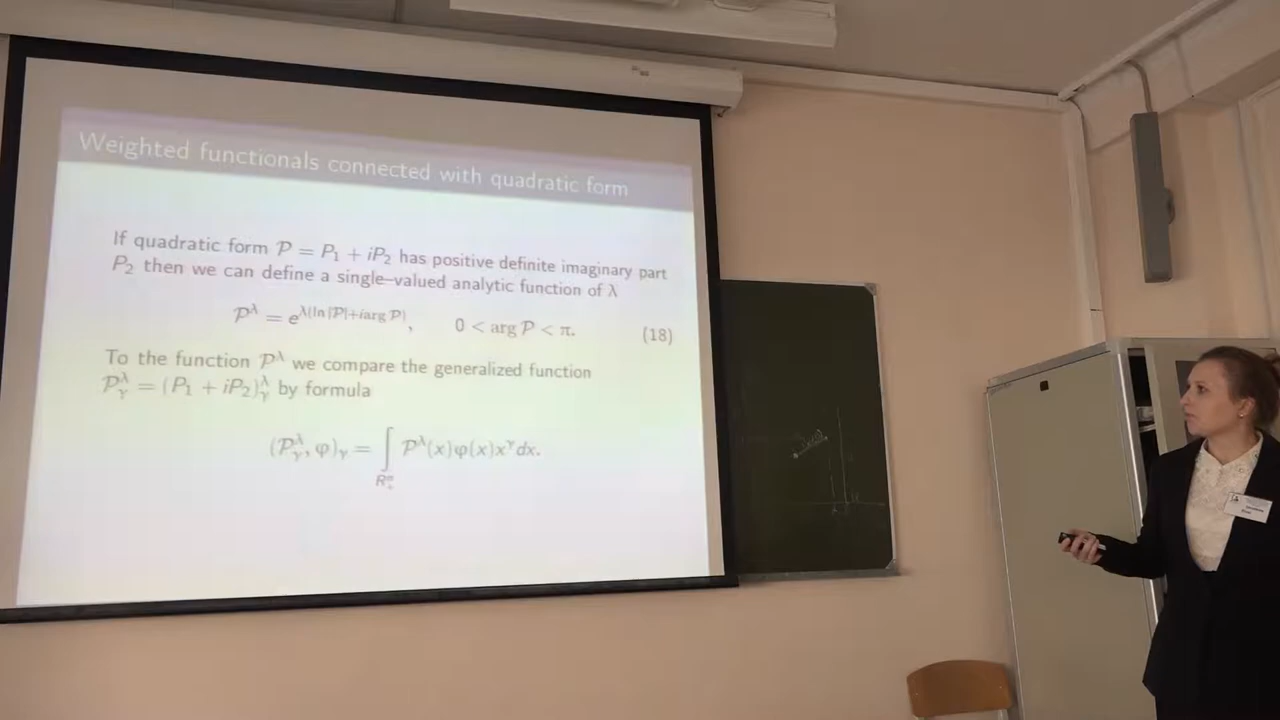 Weighted functionals connected with quadratic form
If quadratic form 𝒫 = P₁ + iP₂ has positive definite imaginary part
P₂ then we can define a single–valued analytic function of λ
𝒫^λ = e^{λ(ln|𝒫|+i arg 𝒫)}, 0 < arg 𝒫 < π. (18)
To the function 𝒫^λ we compare the generalized function
𝒫^λ_γ = (P₁ + iP₂)^λ_γ by formula
(𝒫^λ_γ, φ)_γ = ∫_{R^n_+} 𝒫^λ(x)φ(x)x^γ dx.